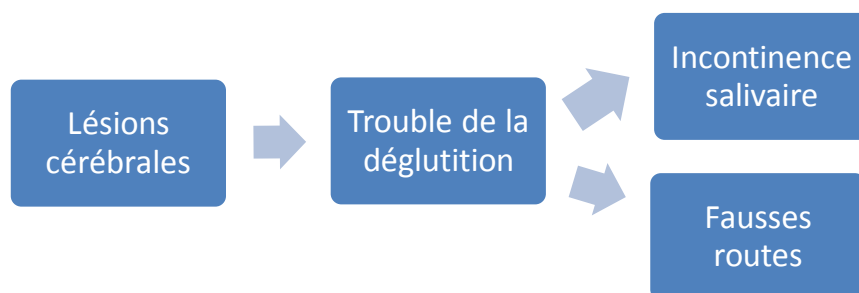 Lésions
cérébrales
Trouble de la
déglutition
Incontinence
salivaire
Fausses
routes